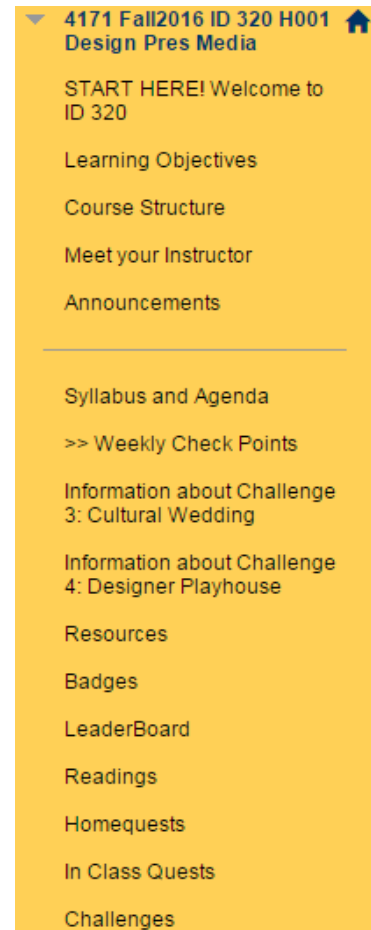 4171 Fall2016 ID 320 H001
Design Pres Media
START HERE! Welcome to
ID 320
Learning Objectives
Course Structure
Meet your Instructor
Announcements
Syllabus and Agenda
>> Weekly Check Points
Information about Challenge
3: Cultural Wedding
Information about Challenge
4: Designer Playhouse
Resources
Badges
LeaderBoard
Readings
Homequests
In Class Quests
Challenges